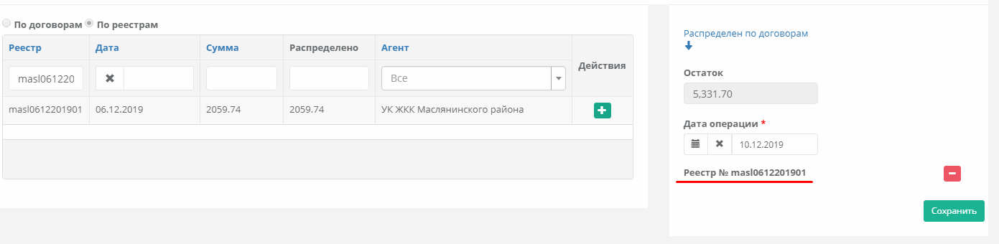 По договорам По реестрам
Реестр Дата Сумма Распределено Агент Действия
masl061220 Все
masl0612201901 06.12.2019 2059.74 2059.74 УК ЖКК Маслянинского района
Распределен по договорам
Остаток
5,331.70
Дата операции *
10.12.2019
Реестр № masl0612201901
Сохранить